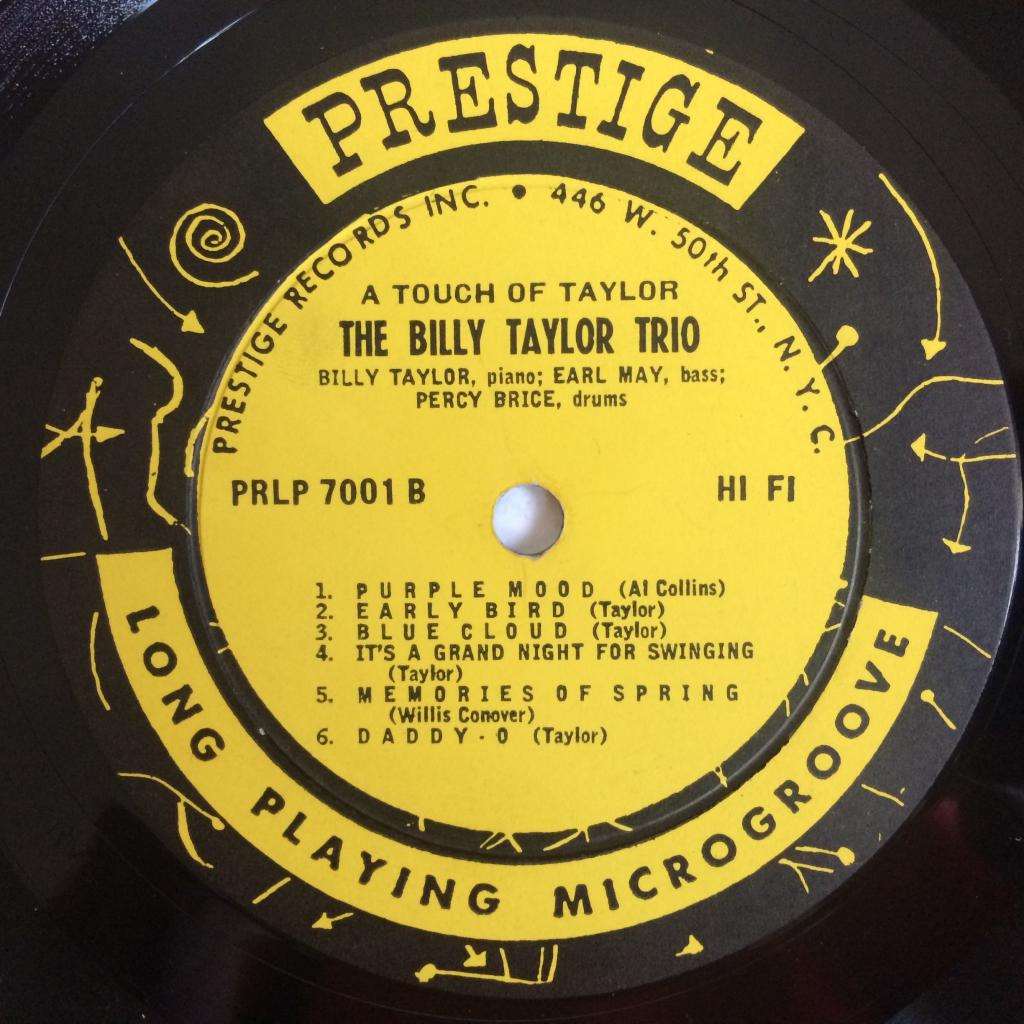 PRESTIGE
PRESTIGE RECORDS INC. • 446 W. 50th ST., N. Y. C.
A TOUCH OF TAYLOR
THE BILLY TAYLOR TRIO
BILLY TAYLOR, piano; EARL MAY, bass;
PERCY BRICE, drums
PRLP 7001 B HI FI
1. PURPLE MOOD (Al Collins)
2. EARLY BIRD (Taylor)
3. BLUE CLOUD (Taylor)
4. IT'S A GRAND NIGHT FOR SWINGING
(Taylor)
5. MEMORIES OF SPRING
(Willis Conover)
6. DADDY-O (Taylor)
LONG PLAYING MICROGROOVE